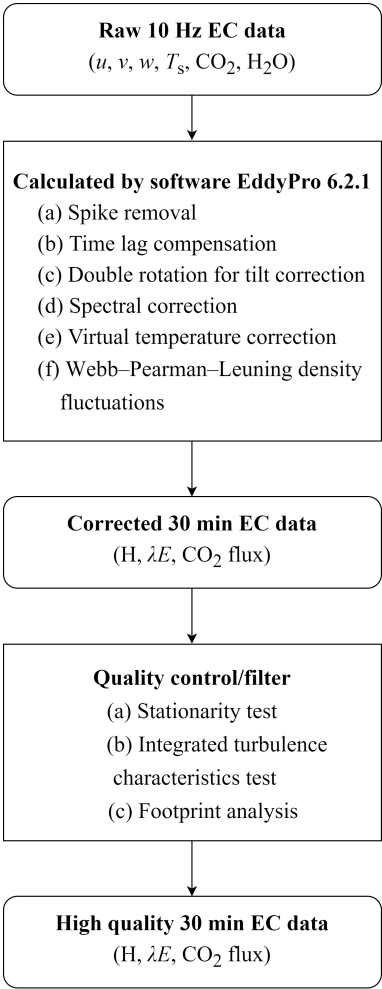 Raw 10 Hz EC data
(u, v, w, Tₛ, CO₂, H₂O)
Calculated by software EddyPro 6.2.1
(a) Spike removal
(b) Time lag compensation
(c) Double rotation for tilt correction
(d) Spectral correction
(e) Virtual temperature correction
(f) Webb–Pearman–Leuning density
fluctuations
Corrected 30 min EC data
(H, λE, CO₂ flux)
Quality control/filter
(a) Stationarity test
(b) Integrated turbulence
characteristics test
(c) Footprint analysis
High quality 30 min EC data
(H, λE, CO₂ flux)